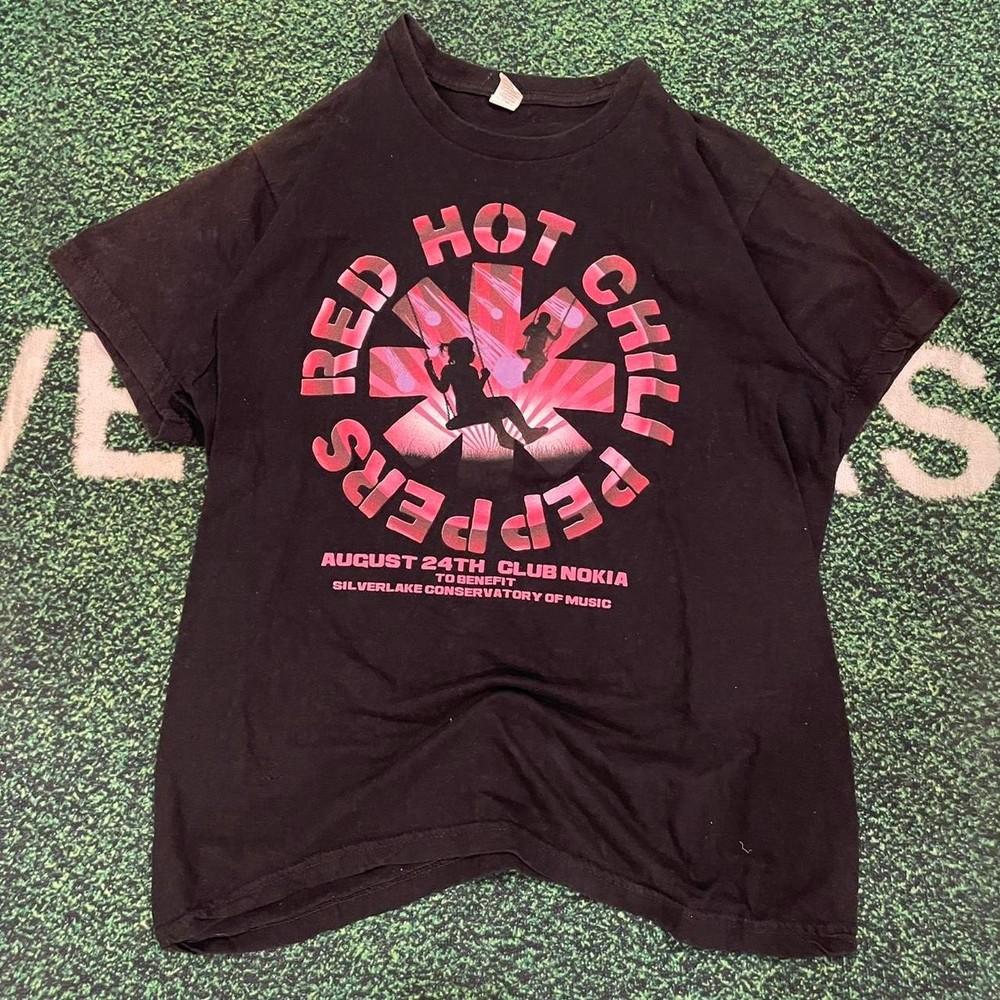 RED HOT CHILI PEPPERS
AUGUST 24TH CLUB NOKIA
TO BENEFIT
SILVERLAKE CONSERVATORY OF MUSIC